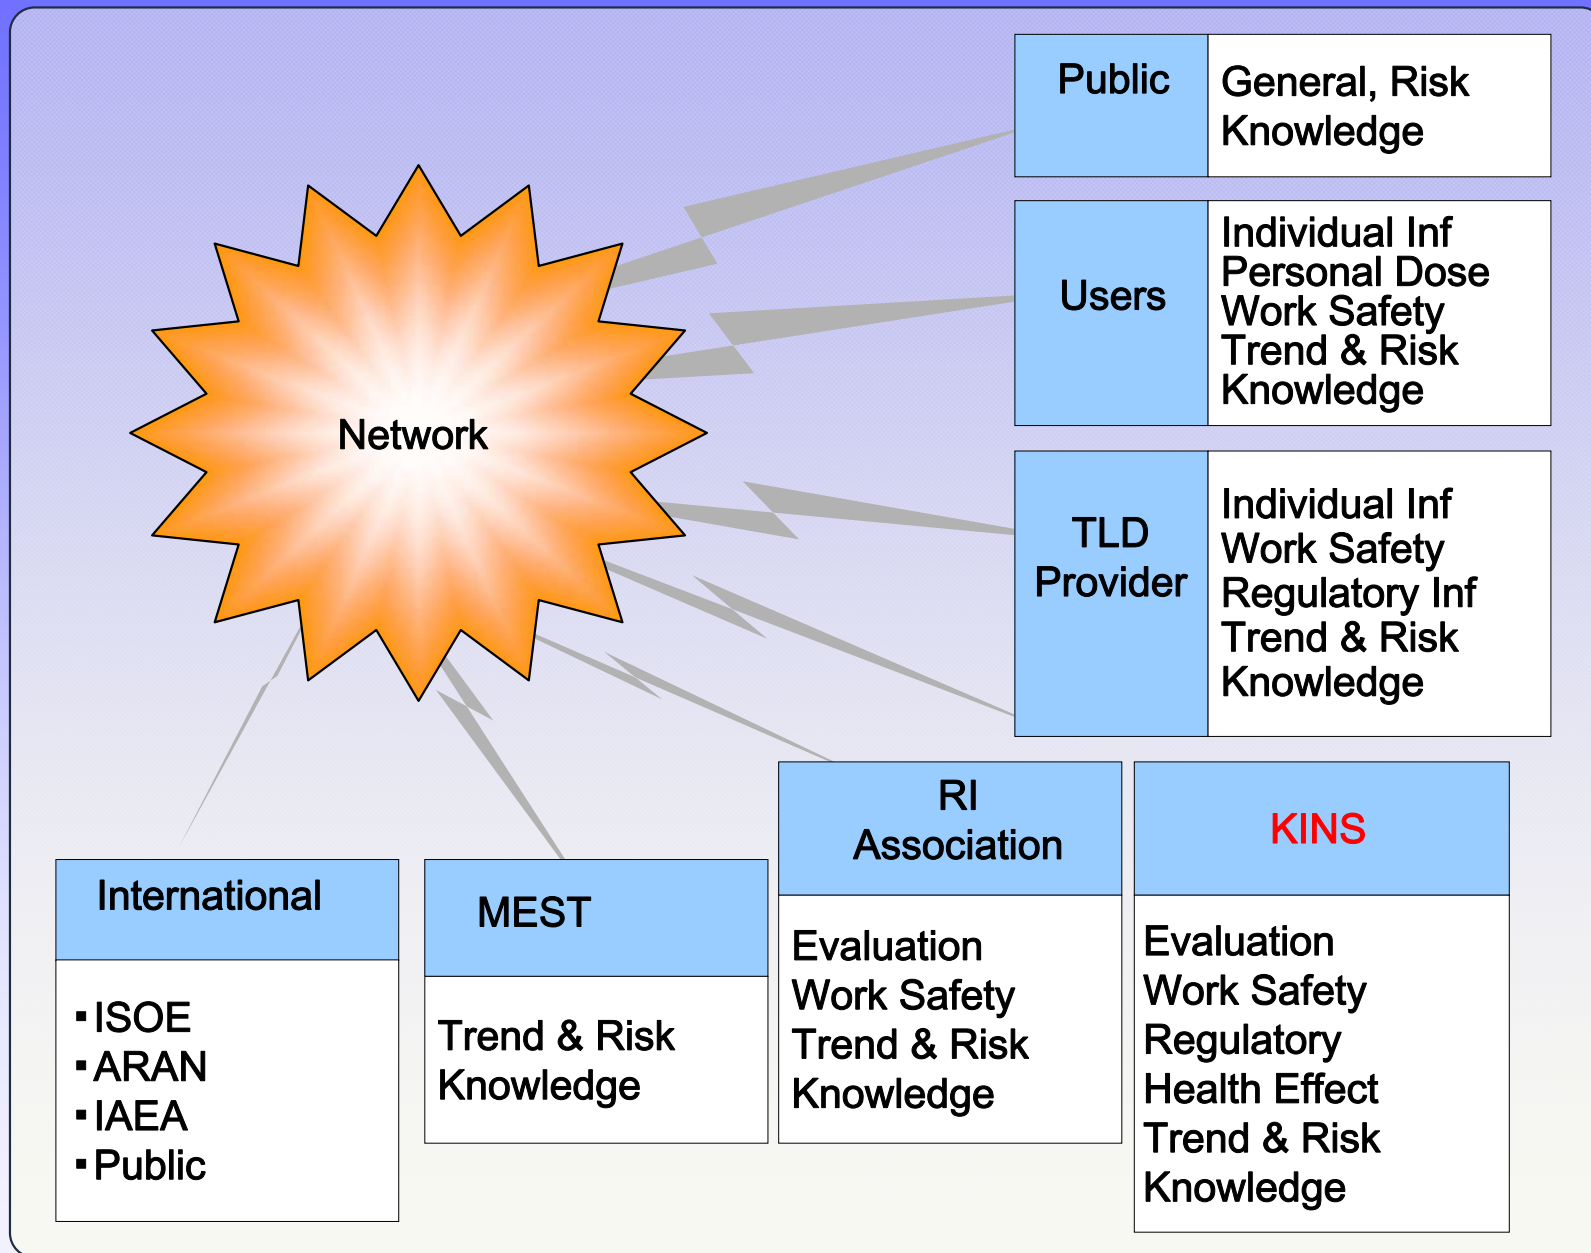 Public
General, Risk
Knowledge
Users
Individual Inf
Personal Dose
Work Safety
Trend & Risk
Knowledge
Network
TLD
Provider
Individual Inf
Work Safety
Regulatory Inf
Trend & Risk
Knowledge
International
▪ISOE
▪ARAN
▪IAEA
▪Public
MEST
Trend & Risk
Knowledge
RI
Association
Evaluation
Work Safety
Trend & Risk
Knowledge
KINS
Evaluation
Work Safety
Regulatory
Health Effect
Trend & Risk
Knowledge